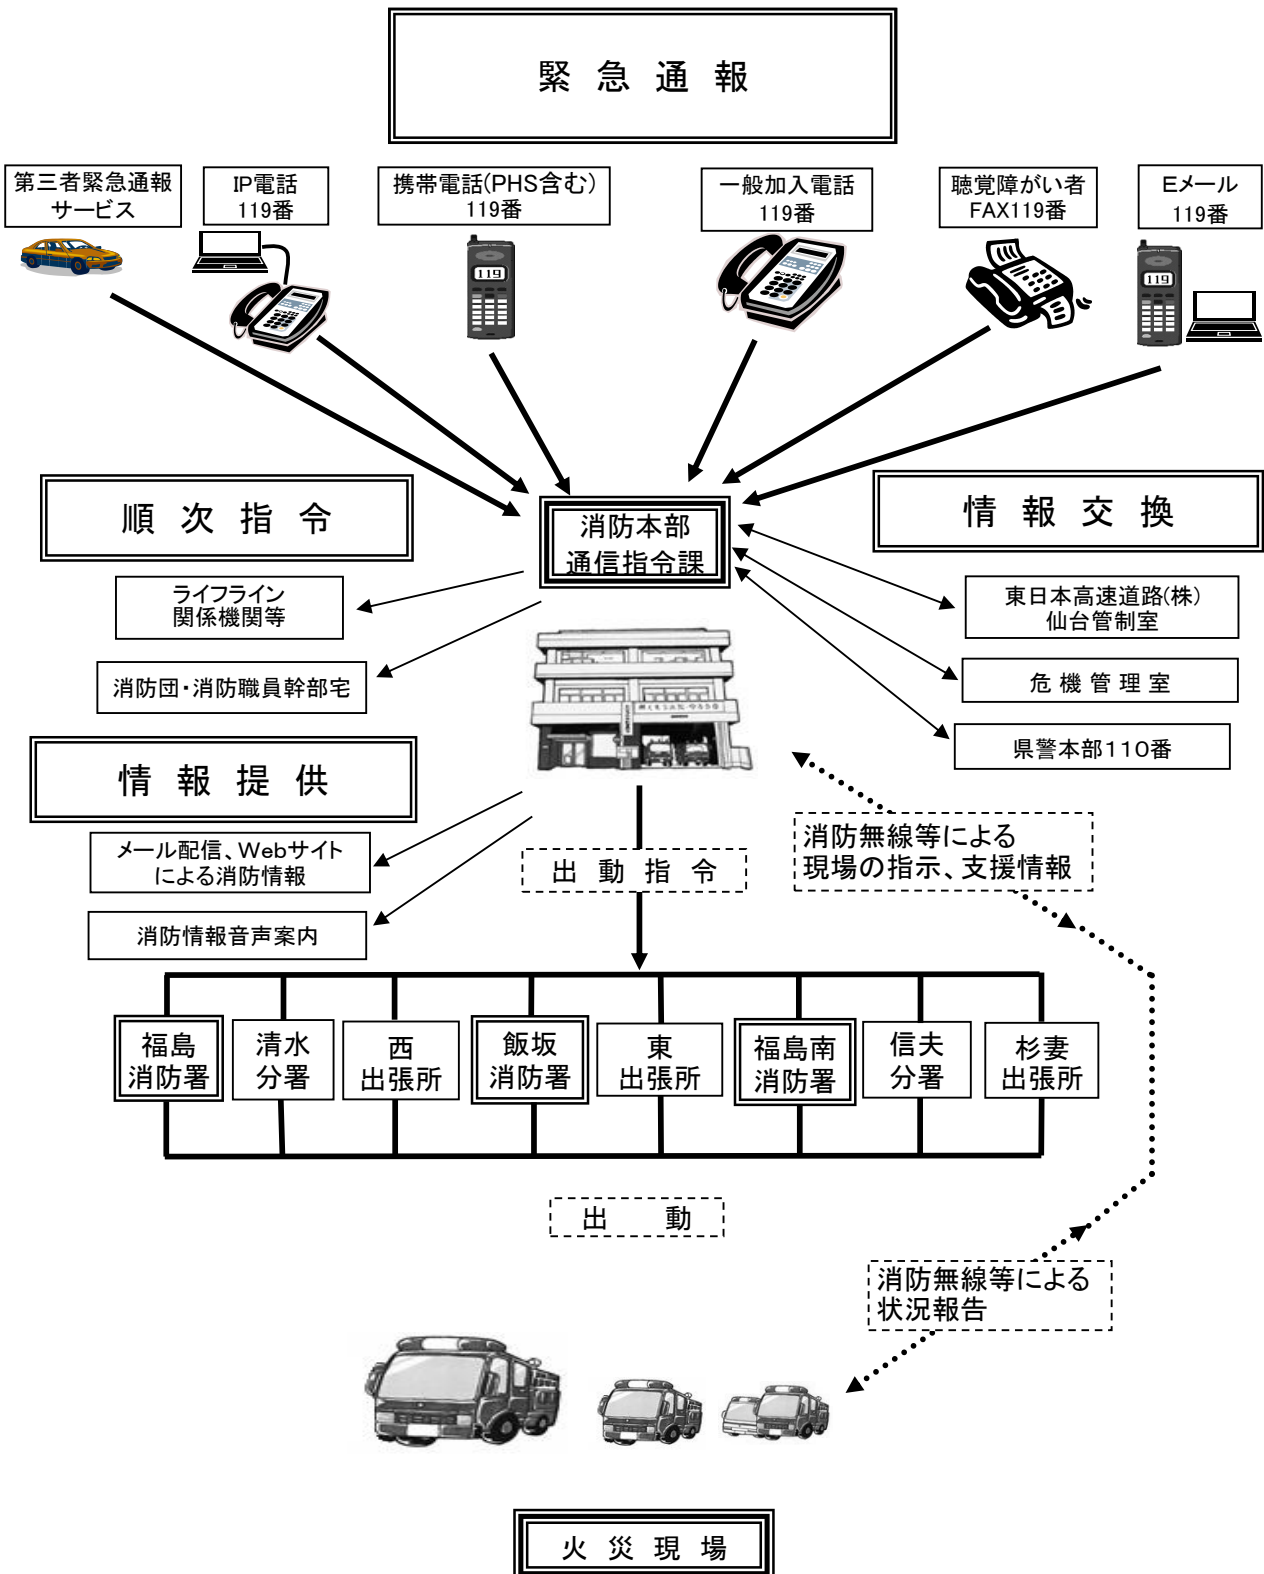 緊急通報
第三者緊急通報
サービス
IP電話
119番
携帯電話(PHS含む)
119番
一般加入電話
119番
聴覚障がい者
FAX119番
Eメール
119番
119
119
順次指令
消防本部
通信指令課
情報交換
ライフライン
関係機関等
消防団・消防職員幹部宅
東日本高速道路(株)
仙台管制室
危機管理室
県警本部110番
情報提供
メール配信、Webサイト
による消防情報
消防情報音声案内
出動指令
消防無線等による
現場の指示、支援情報
福島
消防署
清水
分署
西
出張所
飯坂
消防署
東
出張所
福島南
消防署
信夫
分署
杉妻
出張所
出動
消防無線等による
状況報告
火災現場